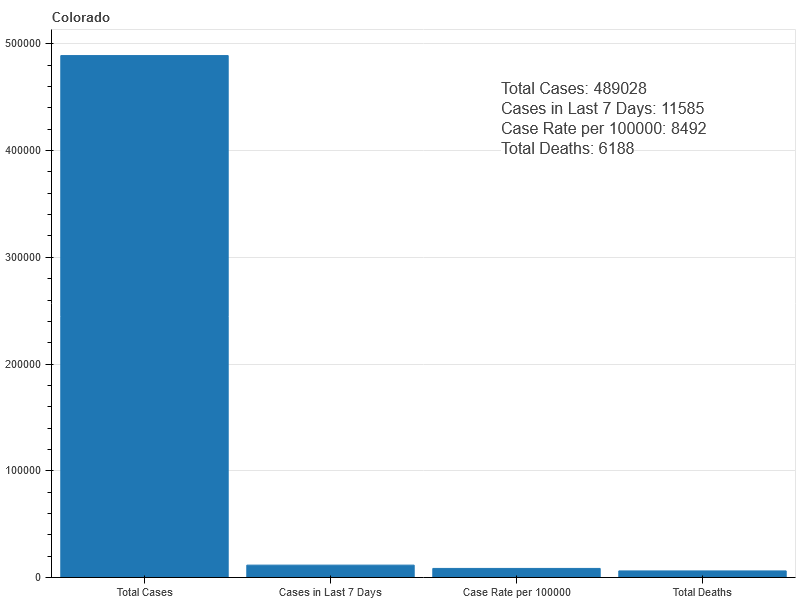 Colorado
500000
Total Cases: 489028
Cases in Last 7 Days: 11585
Case Rate per 100000: 8492
Total Deaths: 6188
400000
300000
200000
100000
0
Total Cases
Cases in Last 7 Days
Case Rate per 100000
Total Deaths